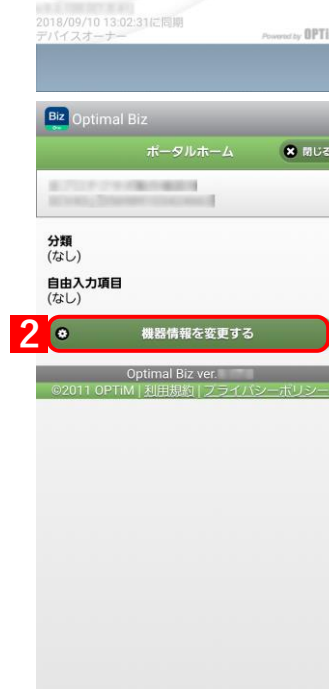 2018/09/10 13:02:31に同期
デバイスオーナー
Powered by OPTi
Biz Optimal Biz
ポータルホーム
閉じる
分類
(なし)
自由入力項目
(なし)
2
機器情報を変更する
Optimal Biz ver.
©2011 OPTiM | 利用規約 | プライバシーポリシー